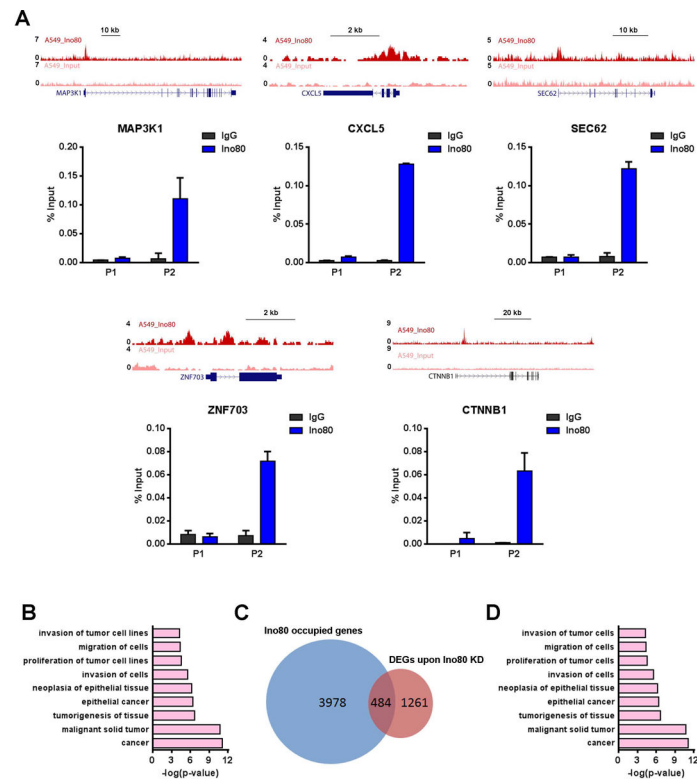 A
10 kb
7 A549_Ino80
0
7 A549_Input
0
MAP3K1
2 kb
4 A549_Ino80
0
4 A549_Input
0
CXCL5
10 kb
5 A549_Ino80
0
5 A549_Input
0
SEC62
MAP3K1
IgG
Ino80
% Input
0.20
0.15
0.10
0.05
0.00
P1 P2
CXCL5
IgG
Ino80
% Input
0.15
0.10
0.05
0.00
P1 P2
SEC62
IgG
Ino80
% Input
0.15
0.10
0.05
0.00
P1 P2
2 kb
4 A549_Ino80
0
4 A549_Input
0
ZNF703
20 kb
9 A549_Ino80
0
9 A549_Input
0
CTNNB1
ZNF703
IgG
Ino80
% Input
0.10
0.08
0.06
0.04
0.02
0.00
P1 P2
CTNNB1
IgG
Ino80
% Input
0.10
0.08
0.06
0.04
0.02
0.00
P1 P2
B
invasion of tumor cell lines
migration of cells
proliferation of tumor cell lines
invasion of cells
neoplasia of epithelial tissue
epithelial cancer
tumorigenesis of tissue
malignant solid tumor
cancer
0 3 6 9 12
-log(p-value)
C
Ino80 occupied genes
DEGs upon Ino80 KD
3978 484 1261
D
invasion of tumor cells
migration of cells
proliferation of tumor cells
invasion of cells
neoplasia of epithelial tissue
epithelial cancer
tumorigenesis of tissue
malignant solid tumor
cancer
0 3 6 9 12
-log(p-value)